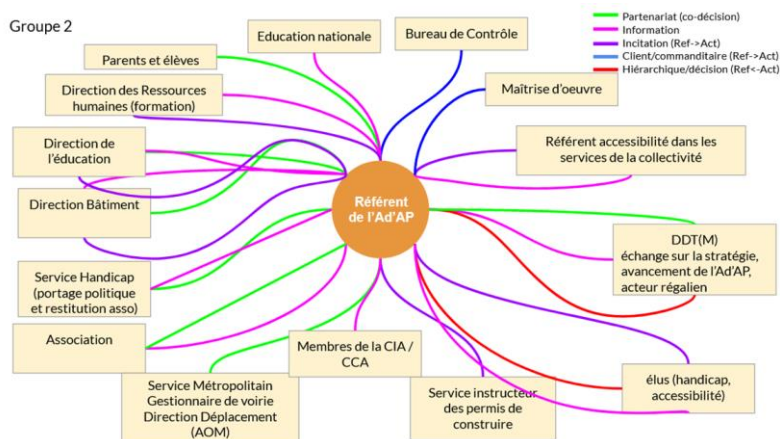 Groupe 2
Education nationale
Bureau de Contrôle
Partenariat (co-décision)
Information
Incitation (Ref->Act)
Client/commanditaire (Ref->Act)
Hiérarchique/décision (Ref<-Act)
Parents et élèves
Direction des Ressources
humaines (formation)
Maîtrise d'oeuvre
Direction de
l'éducation
Référent accessibilité dans les
services de la collectivité
Direction Bâtiment
Référent
de l'Ad'AP
DDT(M)
échange sur la stratégie,
avancement de l'Ad'AP,
acteur régalien
Service Handicap
(portage politique
et restitution asso)
Association
Membres de la CIA /
CCA
Service Métropolitain
Gestionnaire de voirie
Direction Déplacement
(AOM)
Service instructeur
des permis de
construire
élus (handicap,
accessibilité)